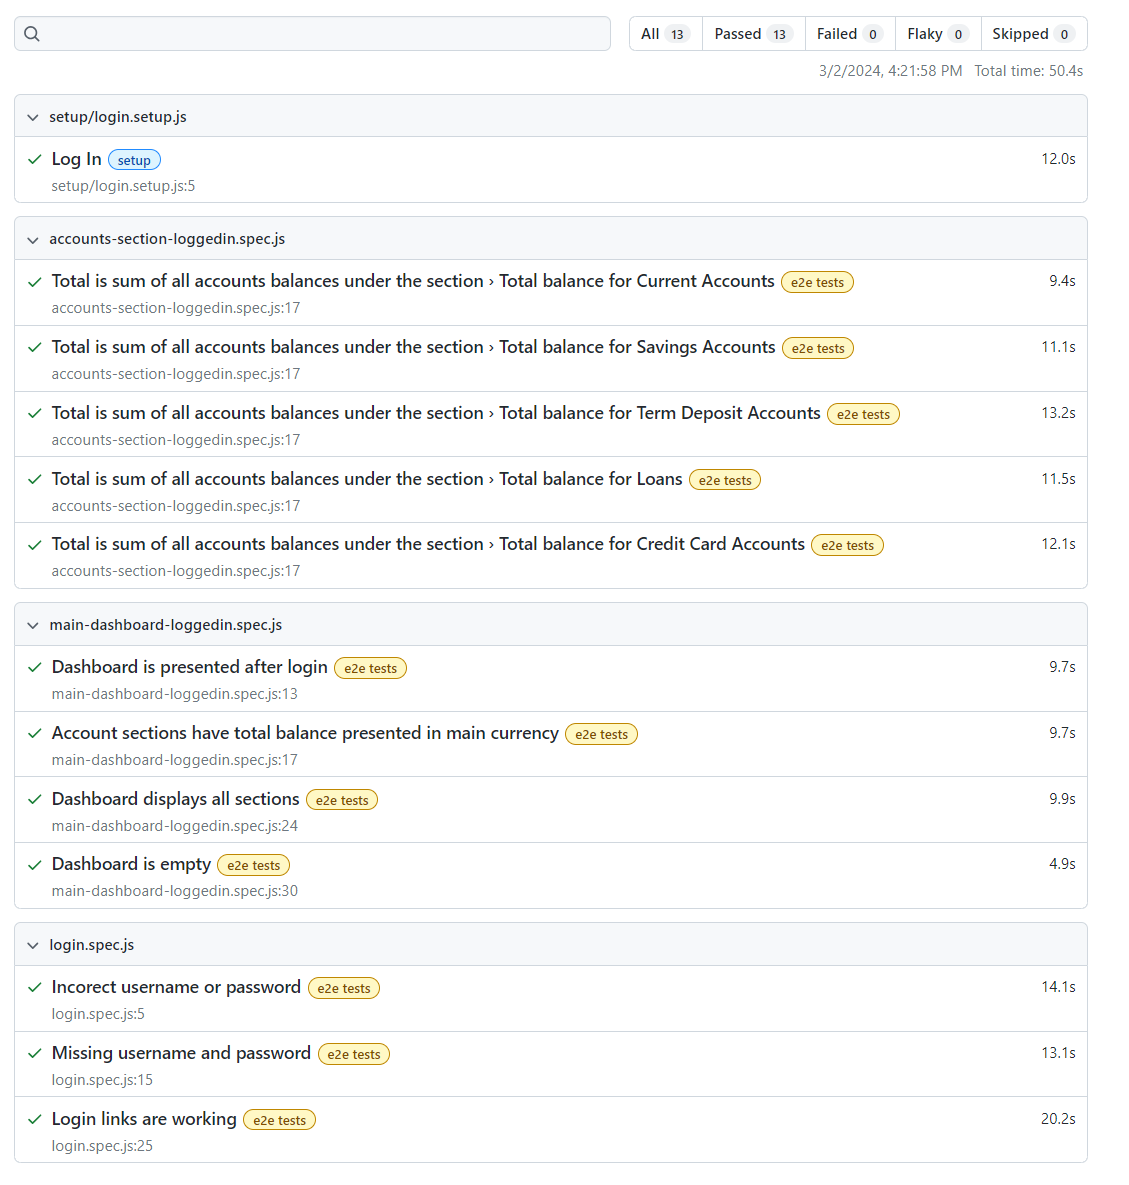 All 13 Passed 13 Failed 0 Flaky 0 Skipped 0
3/2/2024, 4:21:58 PM Total time: 50.4s
setup/login.setup.js
Log In setup 12.0s
setup/login.setup.js:5
accounts-section-loggedin.spec.js
Total is sum of all accounts balances under the section › Total balance for Current Accounts e2e tests 9.4s
accounts-section-loggedin.spec.js:17
Total is sum of all accounts balances under the section › Total balance for Savings Accounts e2e tests 11.1s
accounts-section-loggedin.spec.js:17
Total is sum of all accounts balances under the section › Total balance for Term Deposit Accounts e2e tests 13.2s
accounts-section-loggedin.spec.js:17
Total is sum of all accounts balances under the section › Total balance for Loans e2e tests 11.5s
accounts-section-loggedin.spec.js:17
Total is sum of all accounts balances under the section › Total balance for Credit Card Accounts e2e tests 12.1s
accounts-section-loggedin.spec.js:17
main-dashboard-loggedin.spec.js
Dashboard is presented after login e2e tests 9.7s
main-dashboard-loggedin.spec.js:13
Account sections have total balance presented in main currency e2e tests 9.7s
main-dashboard-loggedin.spec.js:17
Dashboard displays all sections e2e tests 9.9s
main-dashboard-loggedin.spec.js:24
Dashboard is empty e2e tests 4.9s
main-dashboard-loggedin.spec.js:30
login.spec.js
Incorect username or password e2e tests 14.1s
login.spec.js:5
Missing username and password e2e tests 13.1s
login.spec.js:15
Login links are working e2e tests 20.2s
login.spec.js:25